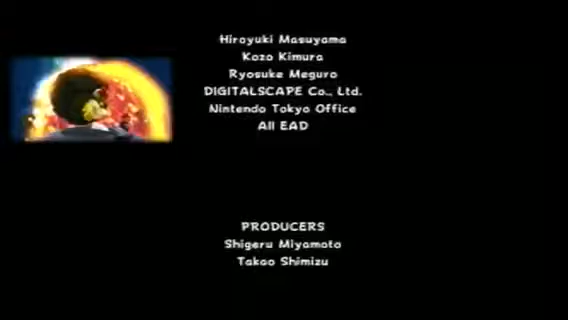 Hiroyuki Masuyama
Kozo Kimura
Ryosuke Meguro
DIGITALSCAPE Co., Ltd.
Nintendo Tokyo Office
All EAD
PRODUCERS
Shigeru Miyamoto
Takao Shimizu